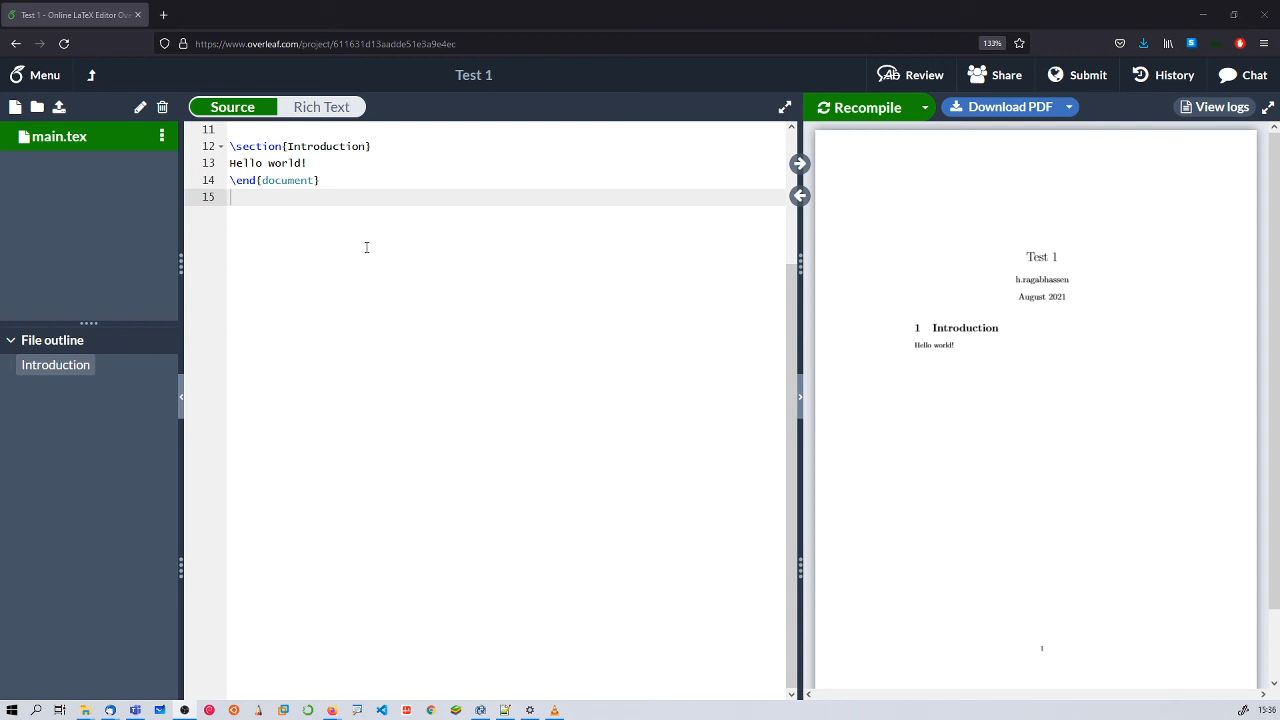 Test 1 - Online LaTeX Editor Ove
https://www.overleaf.com/project/611631d13aadde51e3a9e4ec
133%
Menu
Test 1
Review
Share
Submit
History
Chat
Source
Rich Text
Recompile
Download PDF
View logs
main.tex
11
12 \section{Introduction}
13 Hello world!
14 \end{document}
15
File outline
Introduction
Test 1
h.ragabhassen
August 2021
1 Introduction
Hello world!
1
15:36